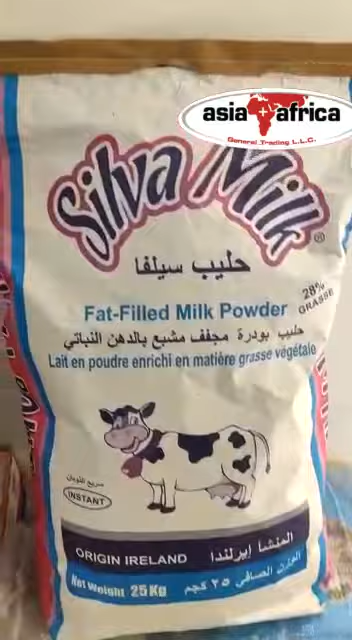 asia africa
General Trading L.L.C.
Silva Milk®
حليب سيلفا
28%
GRASSE
Fat-Filled Milk Powder
حليب بودرة مجفف مشبع بالدهن النباتي
Lait en poudre enrichi en matière grasse végétale
سريع الذوبان
INSTANT
ORIGIN IRELAND المنشأ إيرلندا
Net Weight 25Kg الوزن الصافي ٢٥ كجم